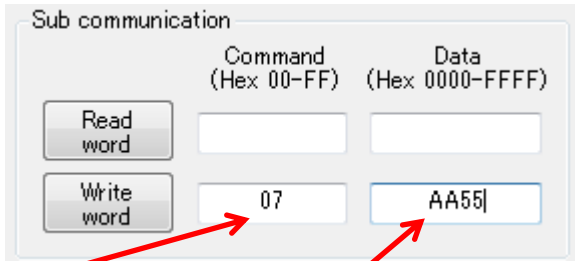 Sub communication
Command Data
(Hex 00-FF) (Hex 0000-FFFF)
Read
word
Write
word
07 AA55